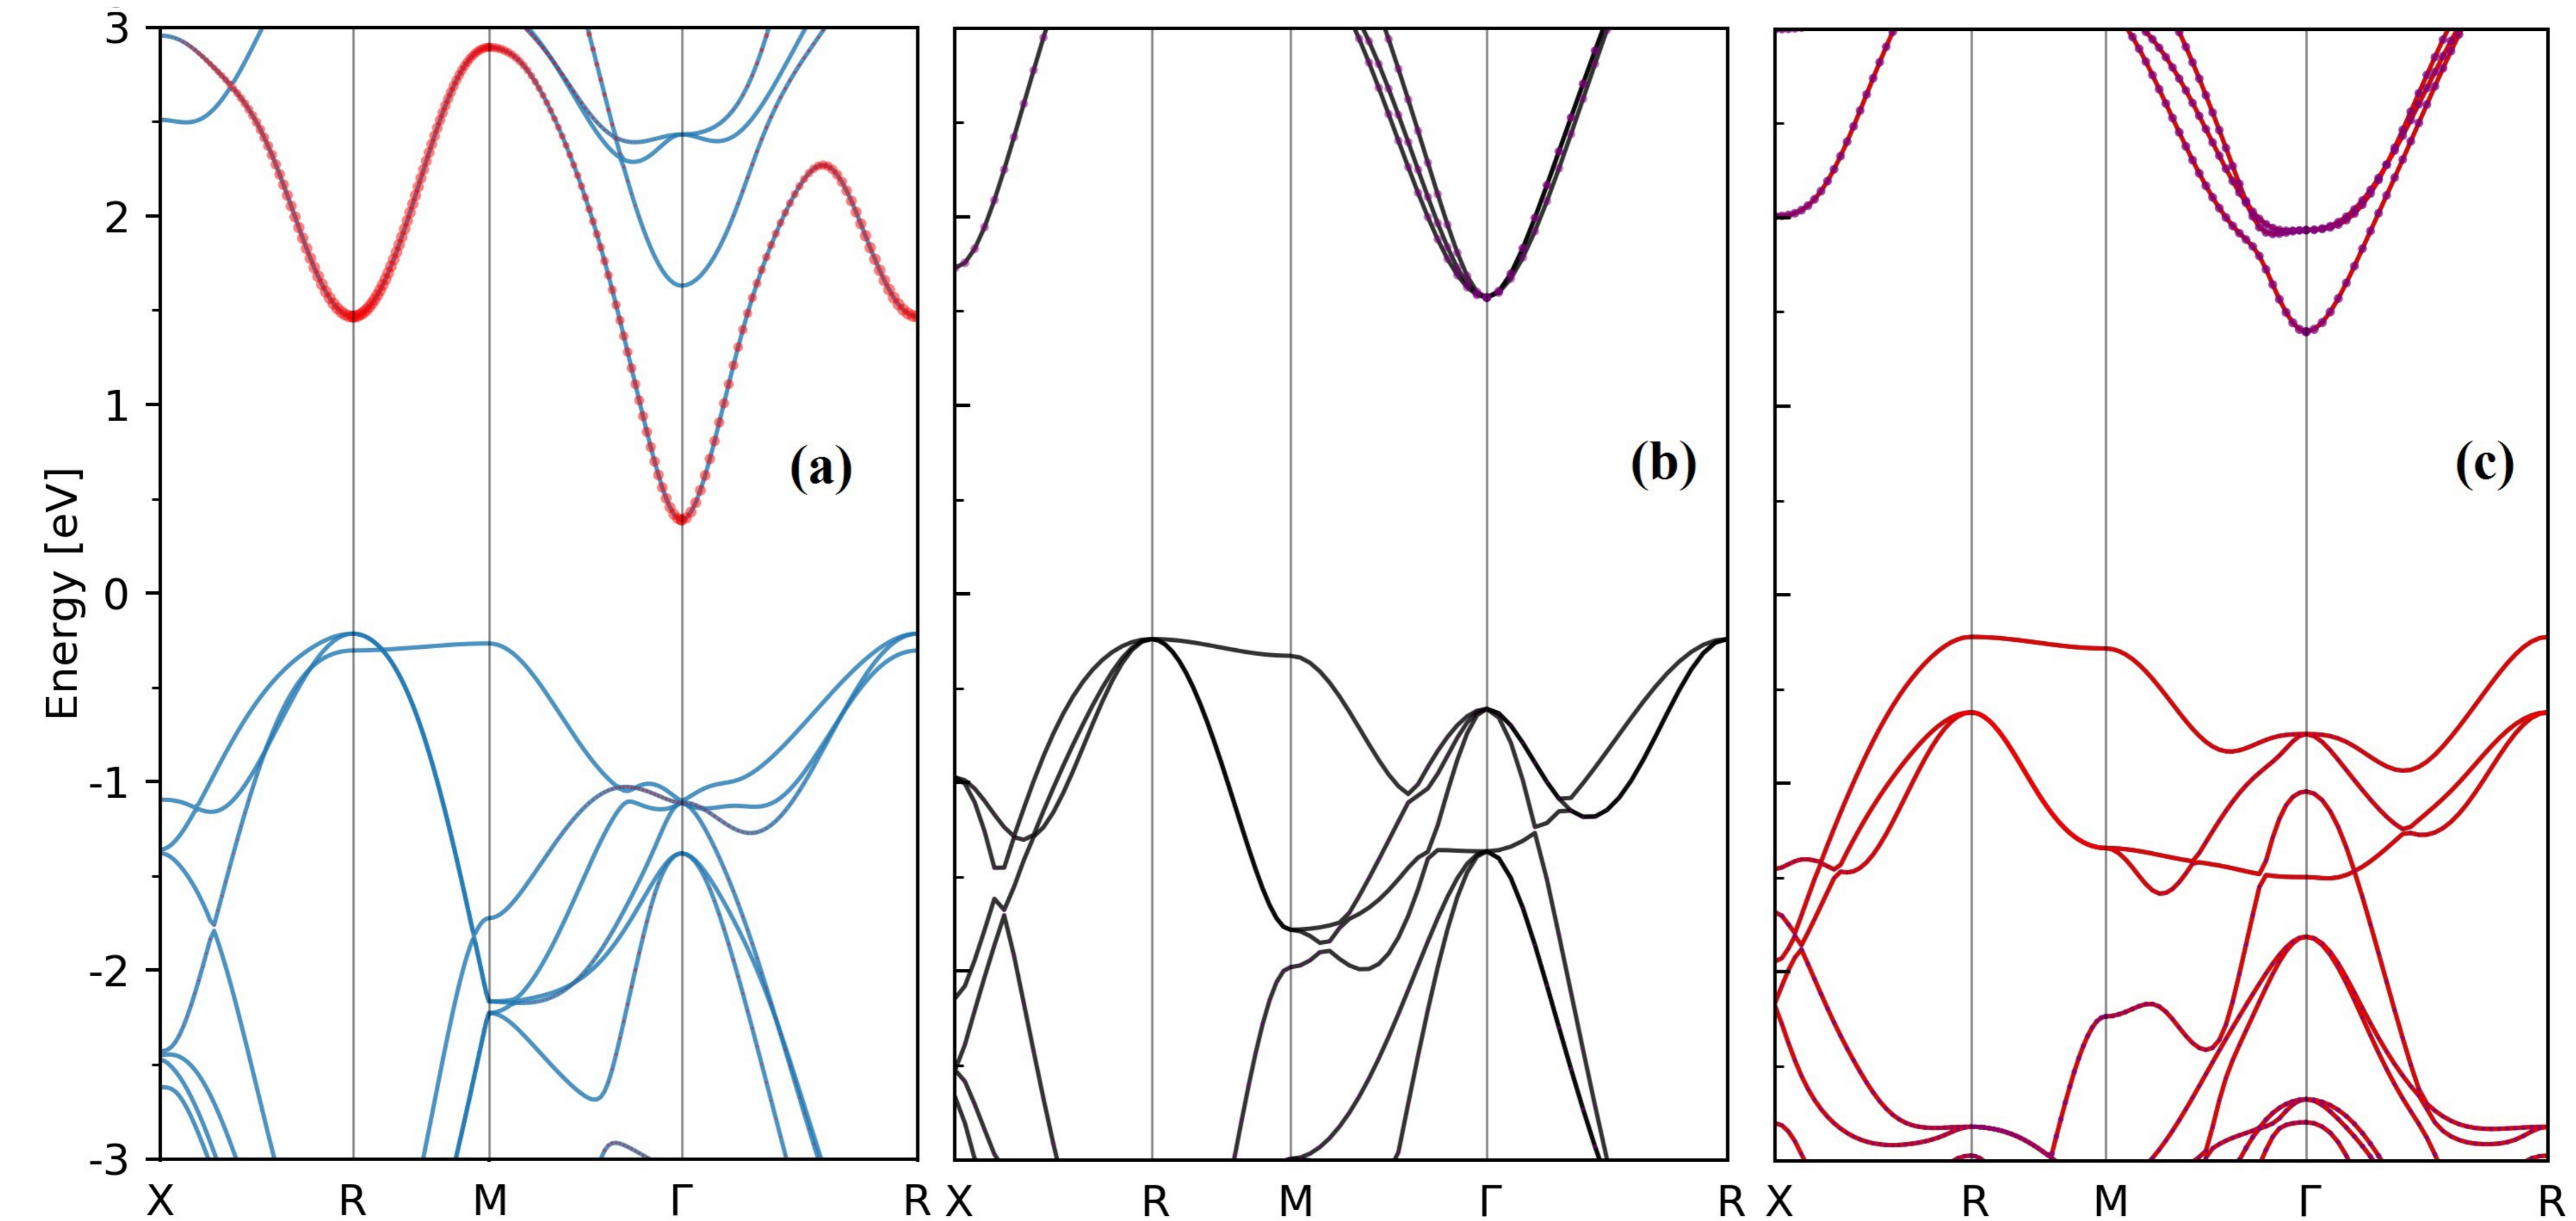 3
2
1
0
-1
-2
-3
Energy [eV]
(a)
(b)
(c)
X R M Γ R
X R M Γ R
X R M Γ R